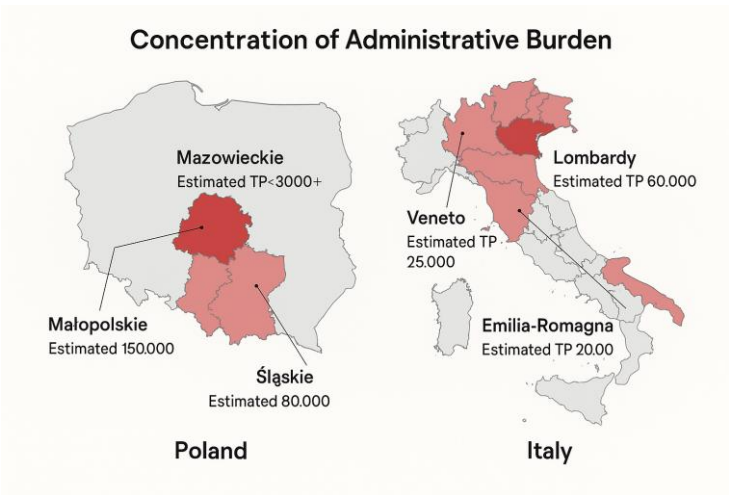 Concentration of Administrative Burden
Mazowieckie
Estimated TP<3000+
Małopolskie
Estimated 150.000
Śląskie
Estimated 80.000
Poland
Lombardy
Estimated TP 60.000
Veneto
Estimated TP
25.000
Emilia-Romagna
Estimated TP 20.00
Italy